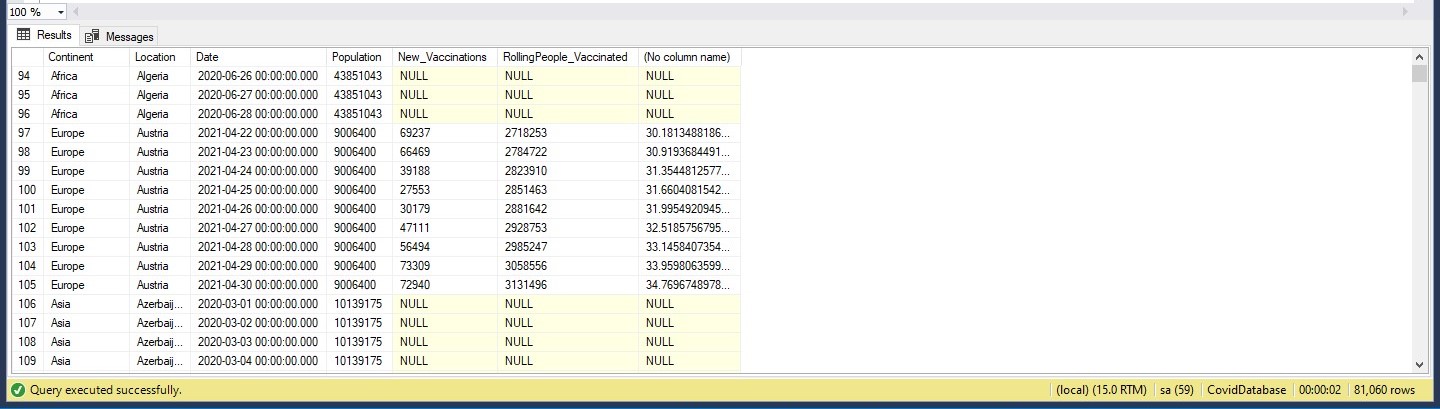 100 %
Results Messages
Continent Location Date Population New_Vaccinations RollingPeople_Vaccinated (No column name)
94 Africa Algeria 2020-06-26 00:00:00.000 43851043 NULL NULL NULL
95 Africa Algeria 2020-06-27 00:00:00.000 43851043 NULL NULL NULL
96 Africa Algeria 2020-06-28 00:00:00.000 43851043 NULL NULL NULL
97 Europe Austria 2021-04-22 00:00:00.000 9006400 69237 2718253 30.1813488186...
98 Europe Austria 2021-04-23 00:00:00.000 9006400 66469 2784722 30.9193684491...
99 Europe Austria 2021-04-24 00:00:00.000 9006400 39188 2823910 31.3544812577...
100 Europe Austria 2021-04-25 00:00:00.000 9006400 27553 2851463 31.6604081542...
101 Europe Austria 2021-04-26 00:00:00.000 9006400 30179 2881642 31.9954920945...
102 Europe Austria 2021-04-27 00:00:00.000 9006400 47111 2928753 32.5185756795...
103 Europe Austria 2021-04-28 00:00:00.000 9006400 56494 2985247 33.1458407354...
104 Europe Austria 2021-04-29 00:00:00.000 9006400 73309 3058556 33.9598063599...
105 Europe Austria 2021-04-30 00:00:00.000 9006400 72940 3131496 34.7696748978...
106 Asia Azerbaij... 2020-03-01 00:00:00.000 10139175 NULL NULL NULL
107 Asia Azerbaij... 2020-03-02 00:00:00.000 10139175 NULL NULL NULL
108 Asia Azerbaij... 2020-03-03 00:00:00.000 10139175 NULL NULL NULL
109 Asia Azerbaij... 2020-03-04 00:00:00.000 10139175 NULL NULL NULL
Query executed successfully. (local) (15.0 RTM) sa (59) CovidDatabase 00:00:02 81,060 rows